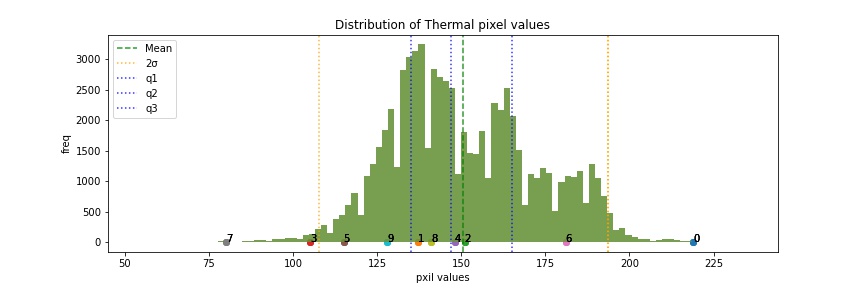 Distribution of Thermal pixel values
Mean
2σ
q1
q2
q3
freq
3000
2500
2000
1500
1000
500
0
7 3 5 9 1 8 4 2 6 0
50 75 100 125 150 175 200 225
pxil values